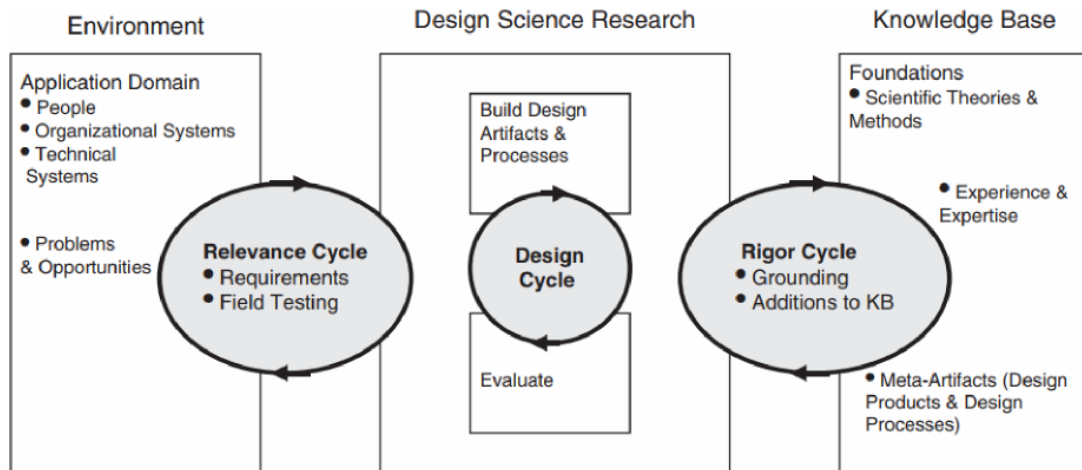 Environment
Design Science Research
Knowledge Base
Application Domain
• People
• Organizational Systems
• Technical
Systems
• Problems
& Opportunities
Relevance Cycle
• Requirements
• Field Testing
Build Design
Artifacts &
Processes
Design
Cycle
Evaluate
Rigor Cycle
• Grounding
• Additions to KB
Foundations
• Scientific Theories &
Methods
• Experience &
Expertise
• Meta-Artifacts (Design
Products & Design
Processes)